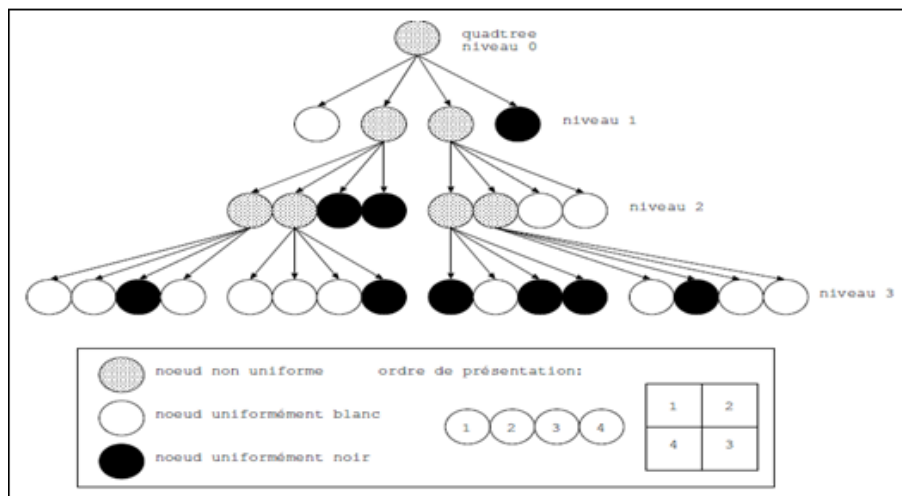 quadtree
niveau 0
niveau 1
niveau 2
niveau 3
noeud non uniforme ordre de présentation:
noeud uniformément blanc
noeud uniformément noir
1 2 3 4
1 2
4 3